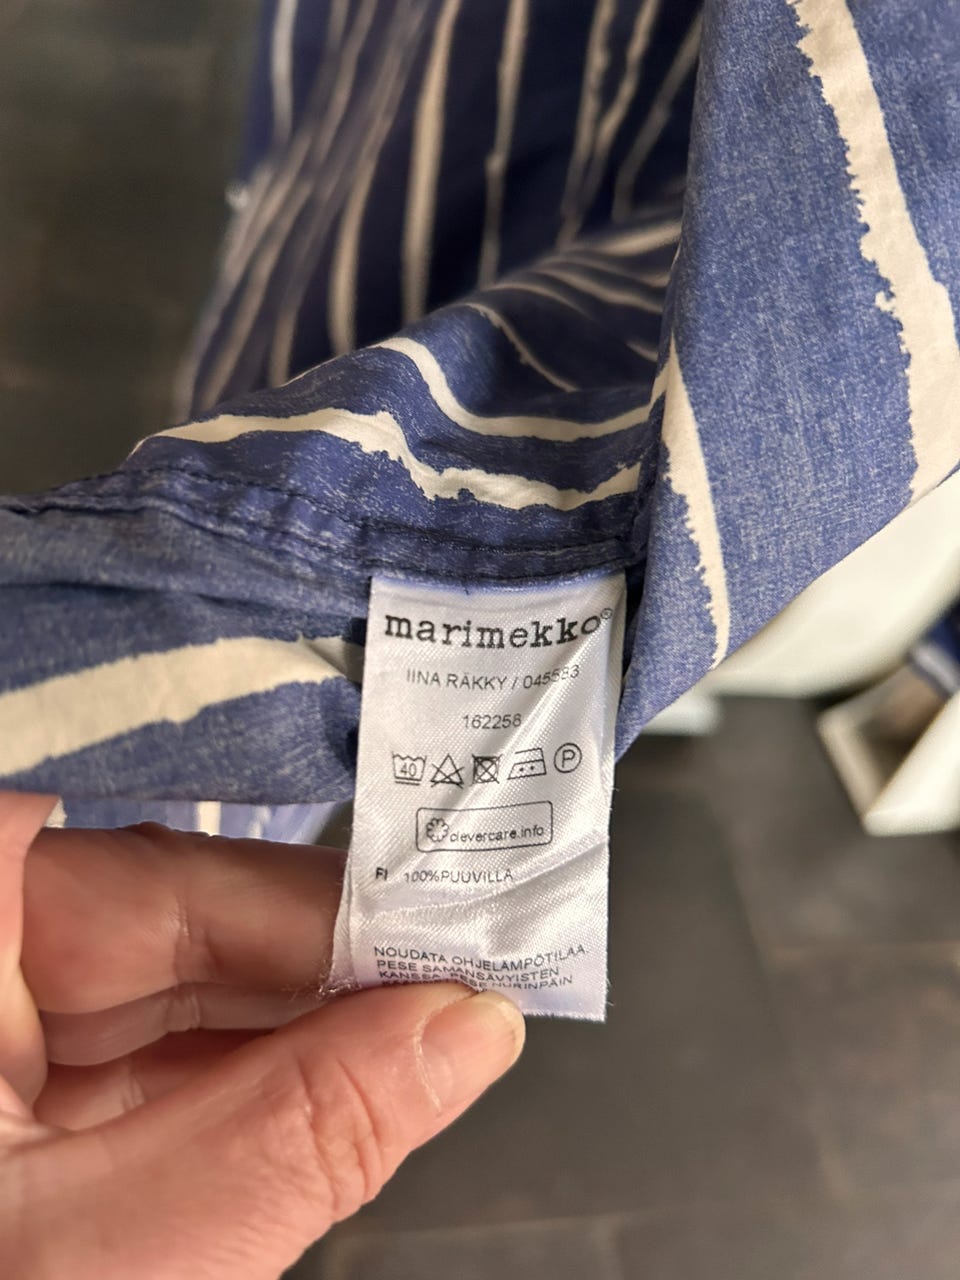 marimekko®
IINA RÄKKY / 045583
162258
40 P
clevercare.info
FI 100%PUUVILLA
NOUDATA OHJELÄMPÖTILAA.
PESE SAMANSÄVYISTEN
KANSSA. PESE NURINPÄIN